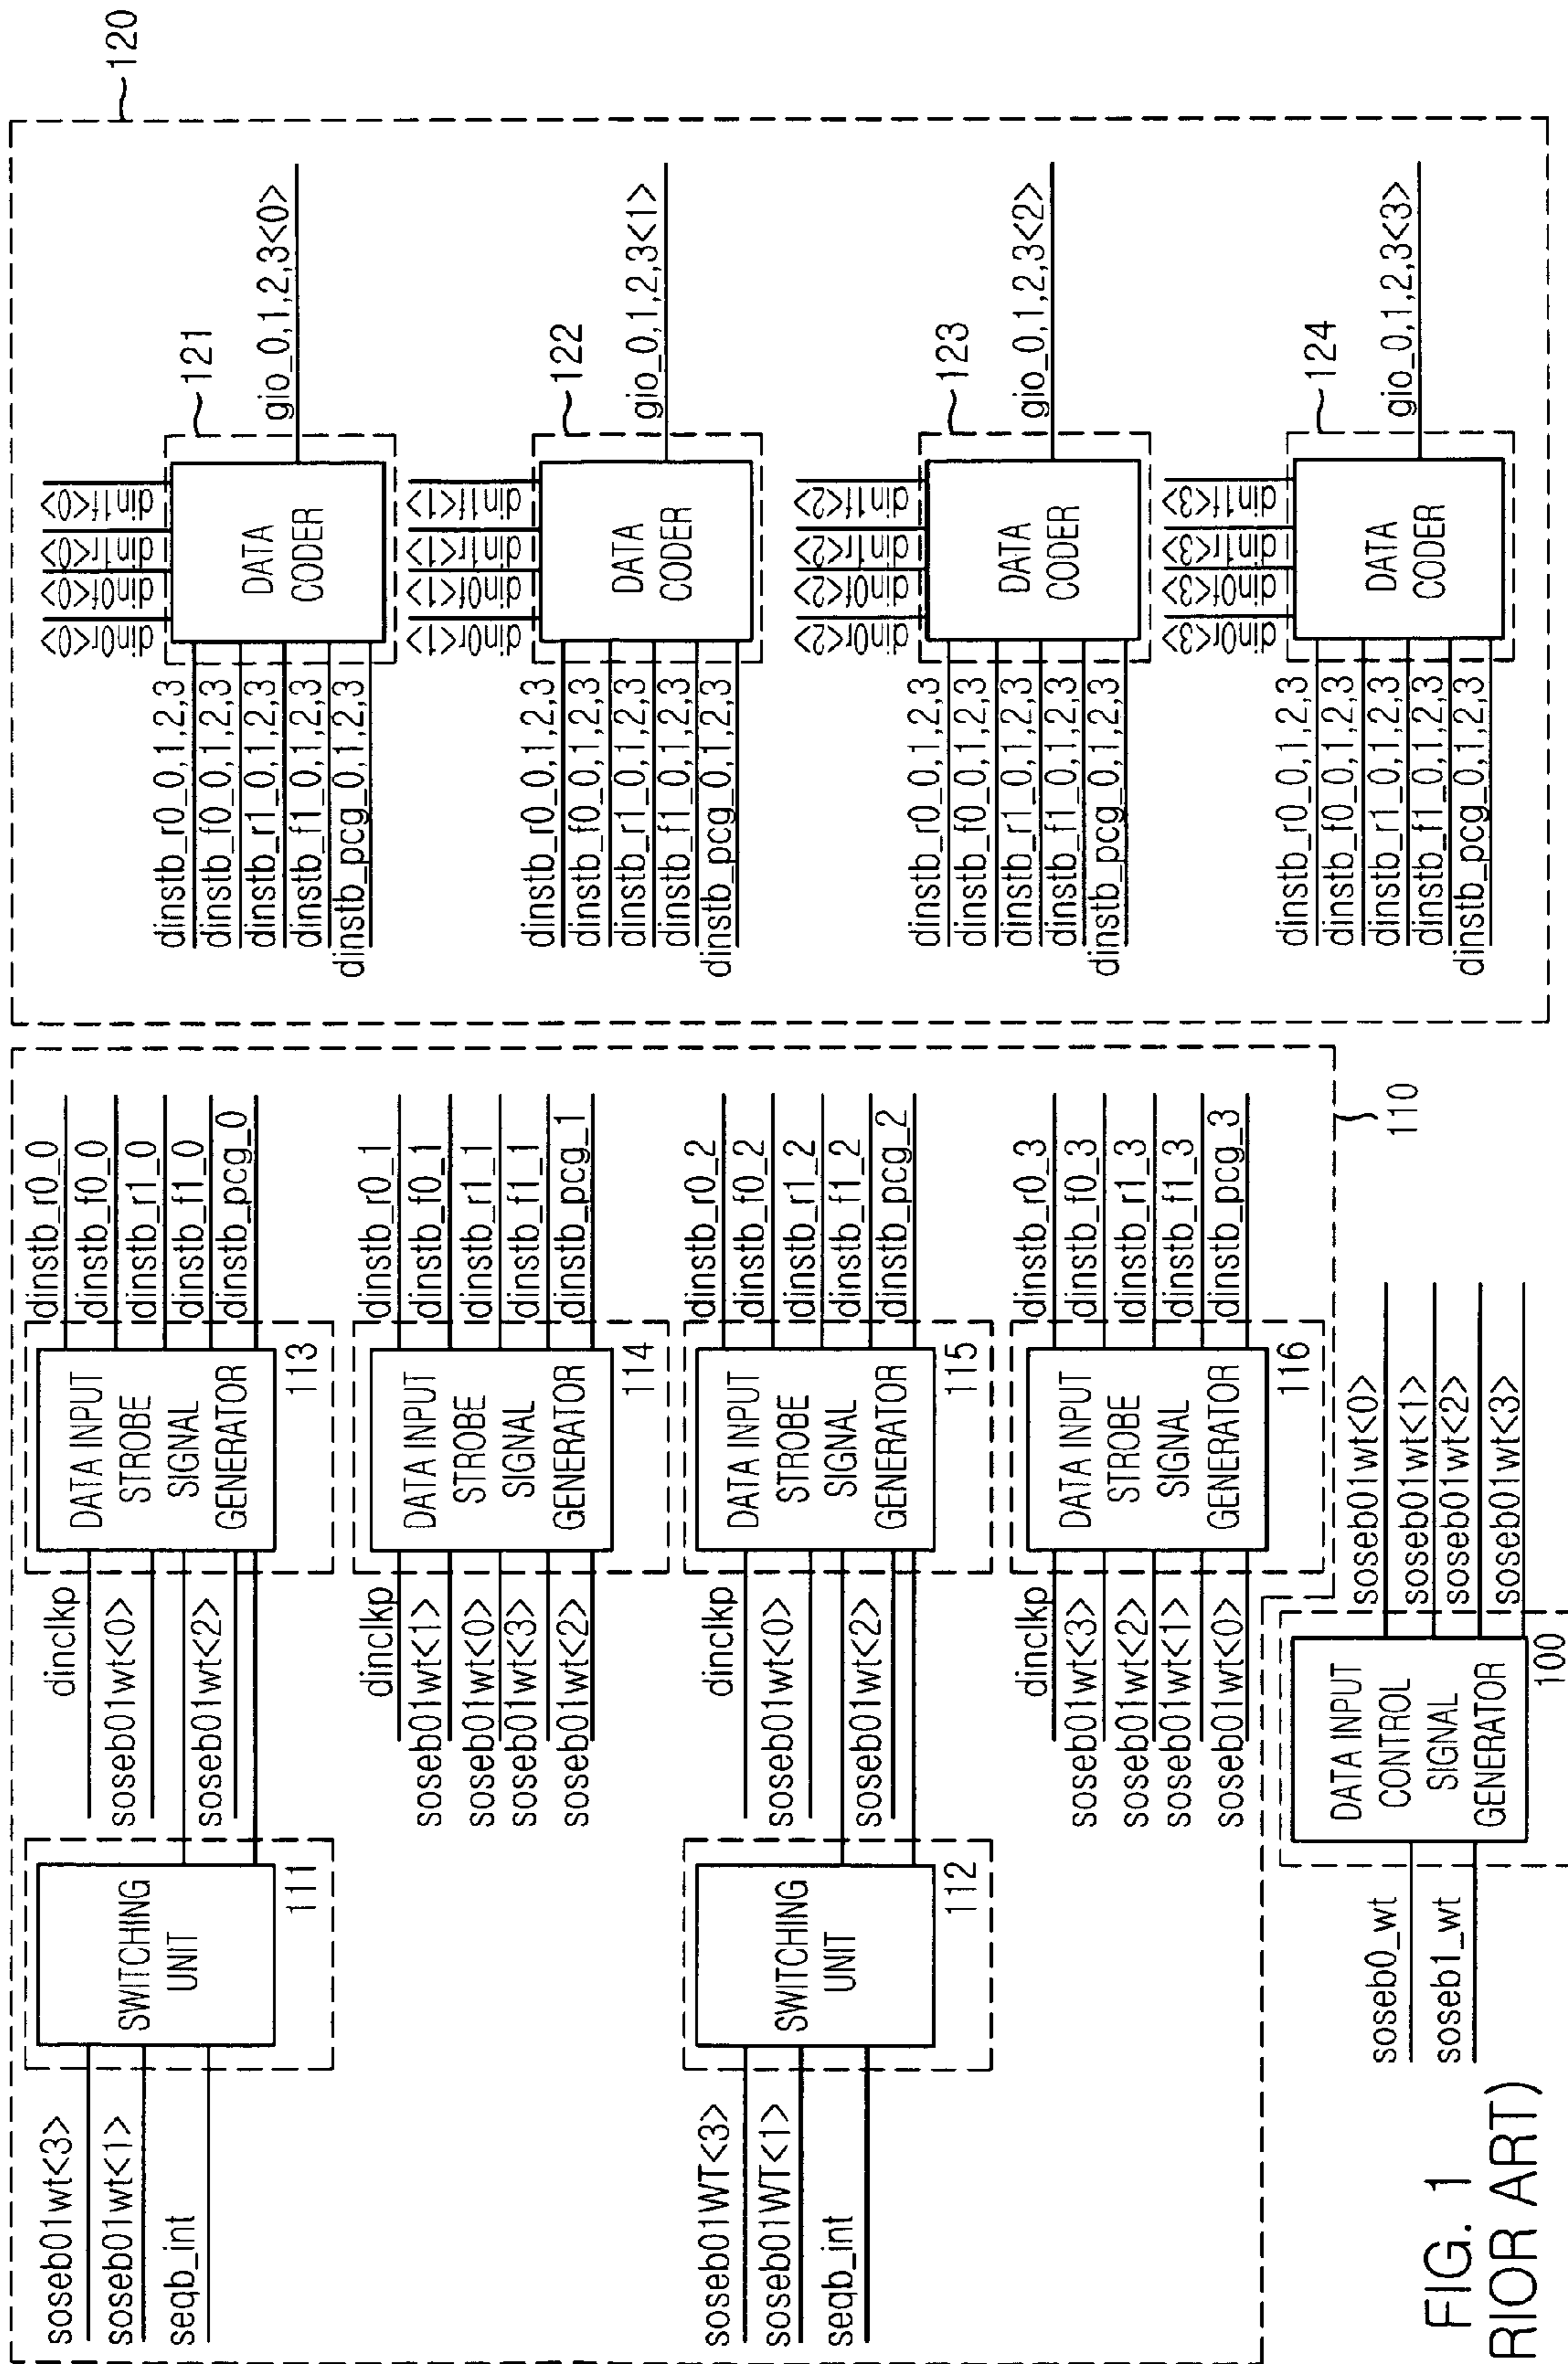 soseb01wt<3>
soseb01wt<1>
seqb_int
SWITCHING
UNIT
111
dinclkp
soseb01wt<0>
soseb01wt<2>
DATA INPUT
STROBE
SIGNAL
GENERATOR
113
dinstb_r0_0
dinstb_f0_0
dinstb_r1_0
dinstb_f1_0
dinstb_pcg_0
dinclkp
soseb01wt<1>
soseb01wt<0>
soseb01wt<3>
soseb01wt<2>
DATA INPUT
STROBE
SIGNAL
GENERATOR
114
dinstb_r0_1
dinstb_f0_1
dinstb_r1_1
dinstb_f1_1
dinstb_pcg_1
soseb01WT<3>
soseb01WT<1>
seqb_int
SWITCHING
UNIT
112
dinclkp
soseb01wt<0>
soseb01wt<2>
DATA INPUT
STROBE
SIGNAL
GENERATOR
115
dinstb_r0_2
dinstb_f0_2
dinstb_r1_2
dinstb_f1_2
dinstb_pcg_2
dinclkp
soseb01wt<3>
soseb01wt<2>
soseb01wt<1>
soseb01wt<0>
DATA INPUT
STROBE
SIGNAL
GENERATOR
116
dinstb_r0_3
dinstb_f0_3
dinstb_r1_3
dinstb_f1_3
dinstb_pcg_3
110
soseb0_wt
soseb1_wt
DATA INPUT
CONTROL
SIGNAL
GENERATOR
100
soseb01wt<0>
soseb01wt<1>
soseb01wt<2>
soseb01wt<3>
120
din0r<0>
din0f<0>
din1r<0>
din1f<0>
121
dinstb_r0_0,1,2,3
dinstb_f0_0,1,2,3
dinstb_r1_0,1,2,3
dinstb_f1_0,1,2,3
dinstb_pcg_0,1,2,3
DATA
CODER
gio_0,1,2,3<0>
din0r<1>
din0f<1>
din1r<1>
din1f<1>
122
dinstb_r0_0,1,2,3
dinstb_f0_0,1,2,3
dinstb_r1_0,1,2,3
dinstb_f1_0,1,2,3
dinstb_pcg_0,1,2,3
DATA
CODER
gio_0,1,2,3<1>
din0r<2>
din0f<2>
din1r<2>
din1f<2>
123
dinstb_r0_0,1,2,3
dinstb_f0_0,1,2,3
dinstb_r1_0,1,2,3
dinstb_f1_0,1,2,3
dinstb_pcg_0,1,2,3
DATA
CODER
gio_0,1,2,3<2>
din0r<3>
din0f<3>
din1r<3>
din1f<3>
124
dinstb_r0_0,1,2,3
dinstb_f0_0,1,2,3
dinstb_r1_0,1,2,3
dinstb_f1_0,1,2,3
dinstb_pcg_0,1,2,3
DATA
CODER
gio_0,1,2,3<3>
FIG. 1
RIOR ART)